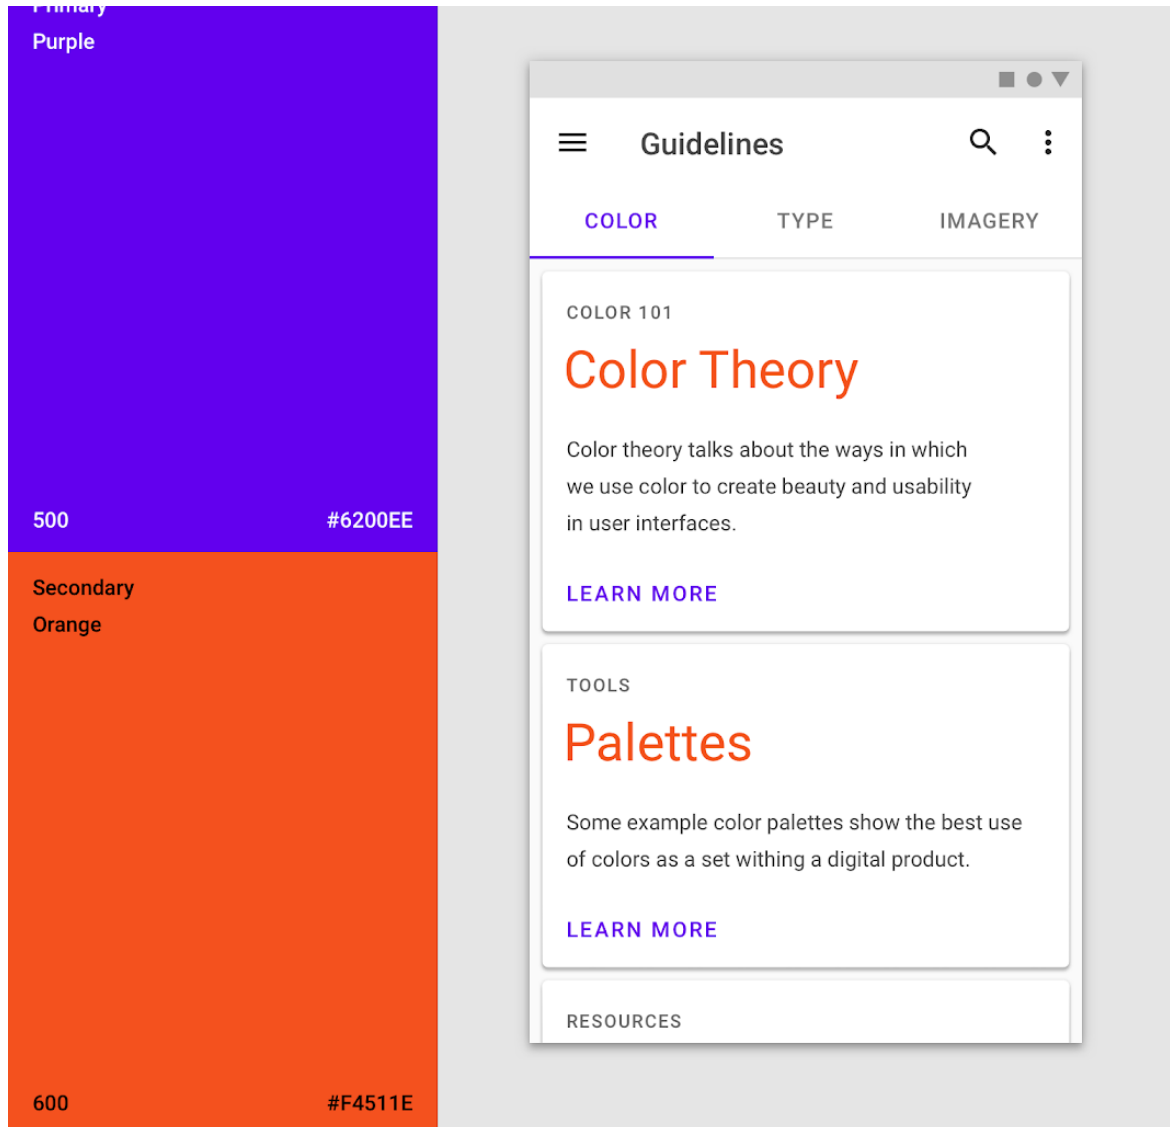 Primary
Purple
500
#6200EE
Secondary
Orange
600
#F4511E
Guidelines
COLOR
TYPE
IMAGERY
COLOR 101
Color Theory
Color theory talks about the ways in which
we use color to create beauty and usability
in user interfaces.
LEARN MORE
TOOLS
Palettes
Some example color palettes show the best use
of colors as a set withing a digital product.
LEARN MORE
RESOURCES